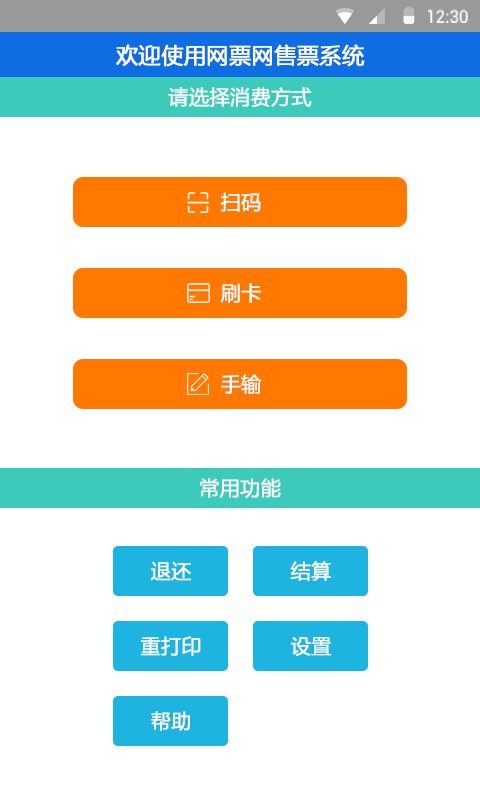 12:30
欢迎使用网票网售票系统
请选择消费方式
扫码
刷卡
手输
常用功能
退还
结算
重打印
设置
帮助